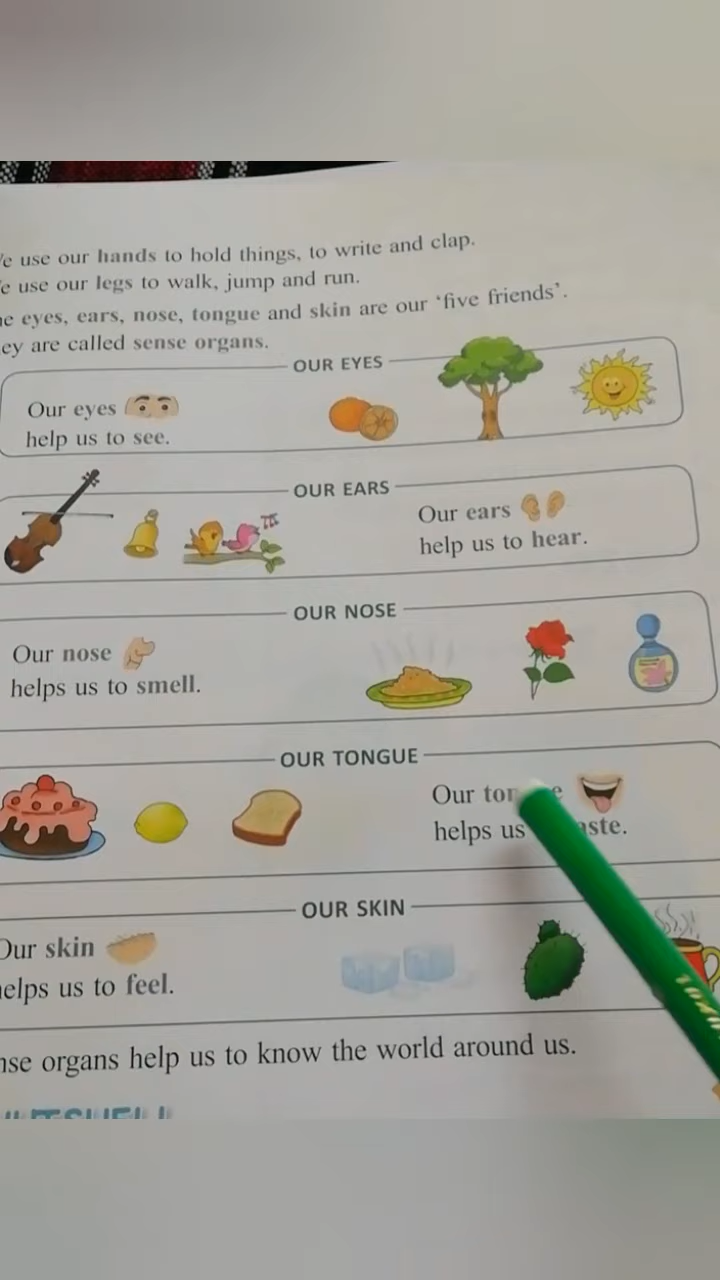 use our hands to hold things, to write and clap.
use our legs to walk, jump and run.
eyes, ears, nose, tongue and skin are our 'five friends'.
are called sense organs.
OUR EYES
Our eyes
help us to see.
OUR EARS
Our ears
help us to hear.
OUR NOSE
Our nose
helps us to smell.
OUR TONGUE
Our
helps us
OUR SKIN
Our skin
helps us to feel.
organs help us to know the world around us.